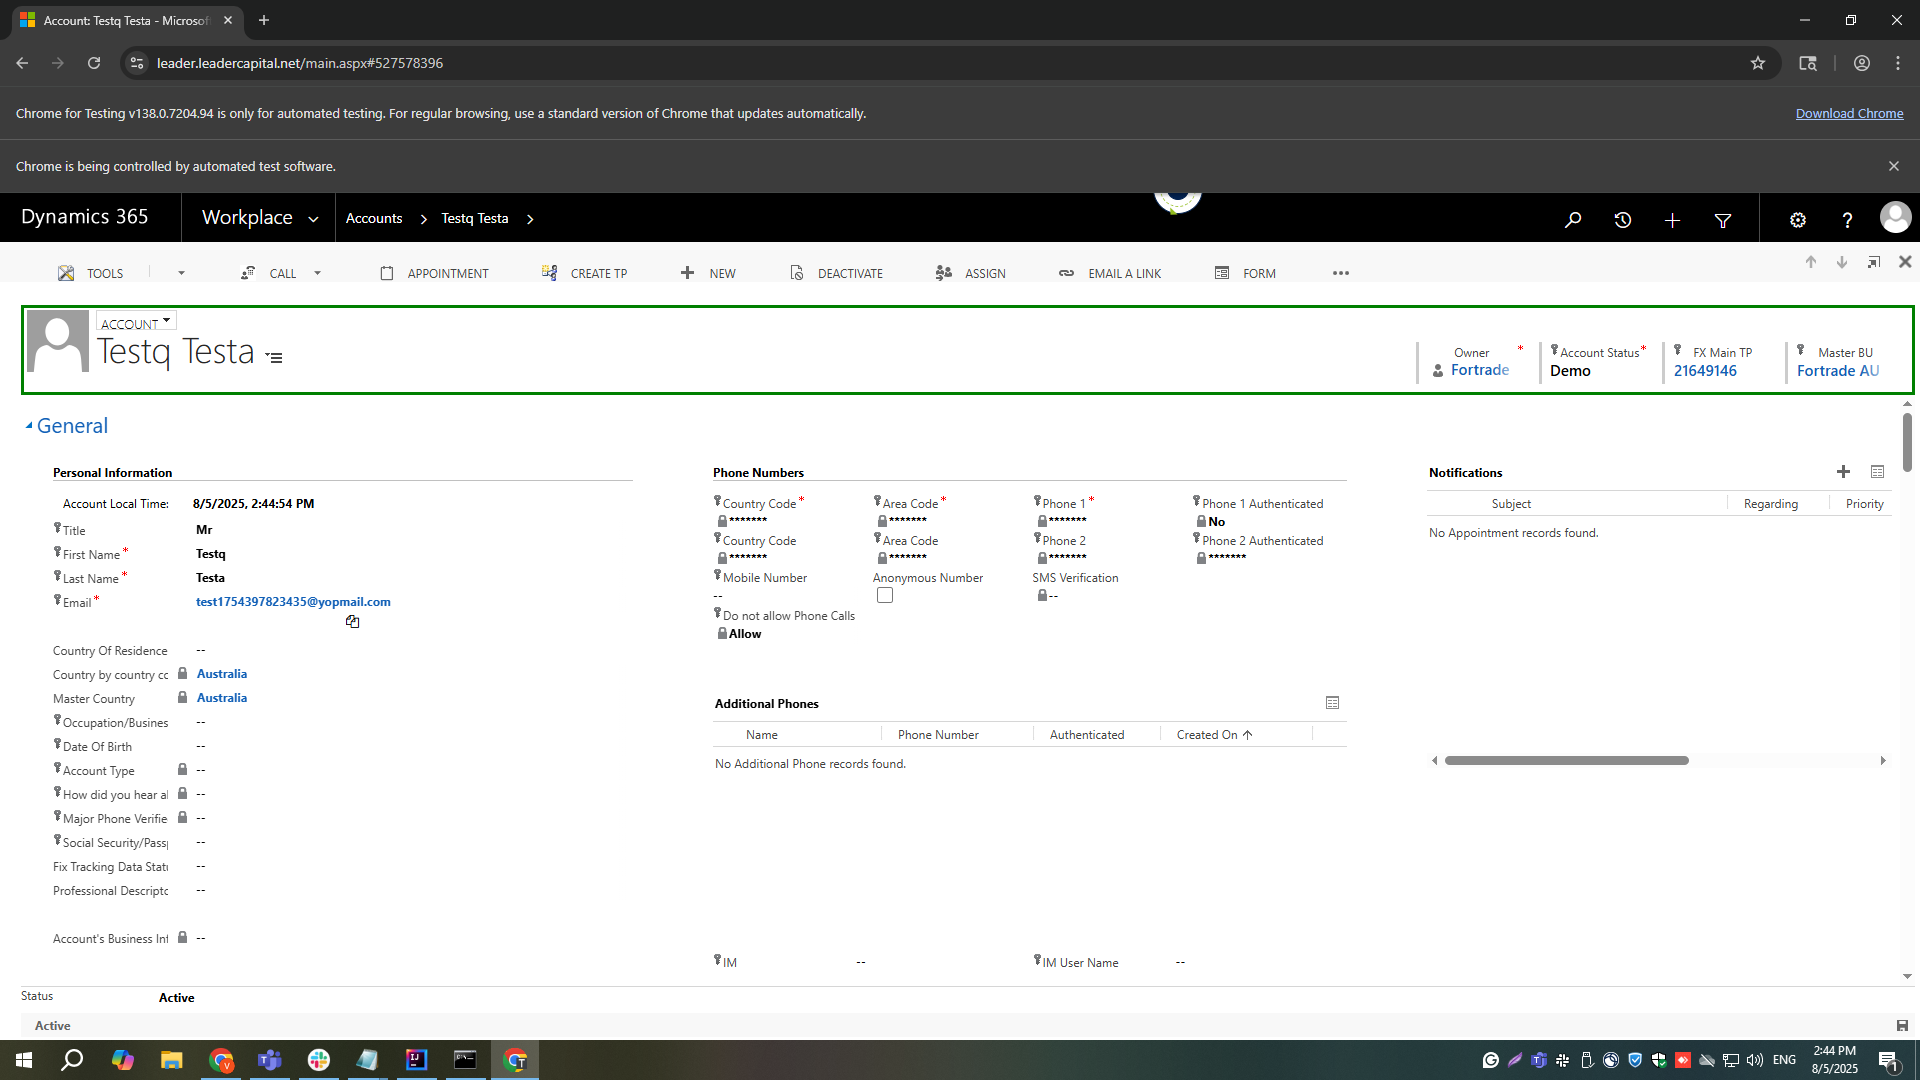 Account: Testq Testa - Microsof
leader.leadercapital.net/main.aspx#527578396
Chrome for Testing v138.0.7204.94 is only for automated testing. For regular browsing, use a standard version of Chrome that updates automatically.
Download Chrome
Chrome is being controlled by automated test software.
Dynamics 365
Workplace
Accounts
Testq Testa
TOOLS
CALL
APPOINTMENT
CREATE TP
NEW
DEACTIVATE
ASSIGN
EMAIL A LINK
FORM
ACCOUNT
Testq Testa
Owner *
Fortrade
Account Status *
Demo
FX Main TP
21649146
Master BU
Fortrade AU
General
Personal Information
Account Local Time: 8/5/2025, 2:44:54 PM
Title Mr
First Name * Testq
Last Name * Testa
Email * test1754397823435@yopmail.com
Country Of Residence --
Country by country cc Australia
Master Country Australia
Occupation/Busines --
Date Of Birth --
Account Type --
How did you hear al --
Major Phone Verifie --
Social Security/Passp --
Fix Tracking Data Statu --
Professional Descripto --
Account's Business Inf --
Phone Numbers
Country Code * Area Code * Phone 1 * Phone 1 Authenticated
******* ******* ******* No
Country Code Area Code Phone 2 Phone 2 Authenticated
******* ******* ******* *******
Mobile Number Anonymous Number SMS Verification
-- --
Do not allow Phone Calls
Allow
Additional Phones
Name Phone Number Authenticated Created On
No Additional Phone records found.
IM -- IM User Name --
Notifications
Subject Regarding Priority
No Appointment records found.
Status Active
Active
ENG
2:44 PM
8/5/2025
1